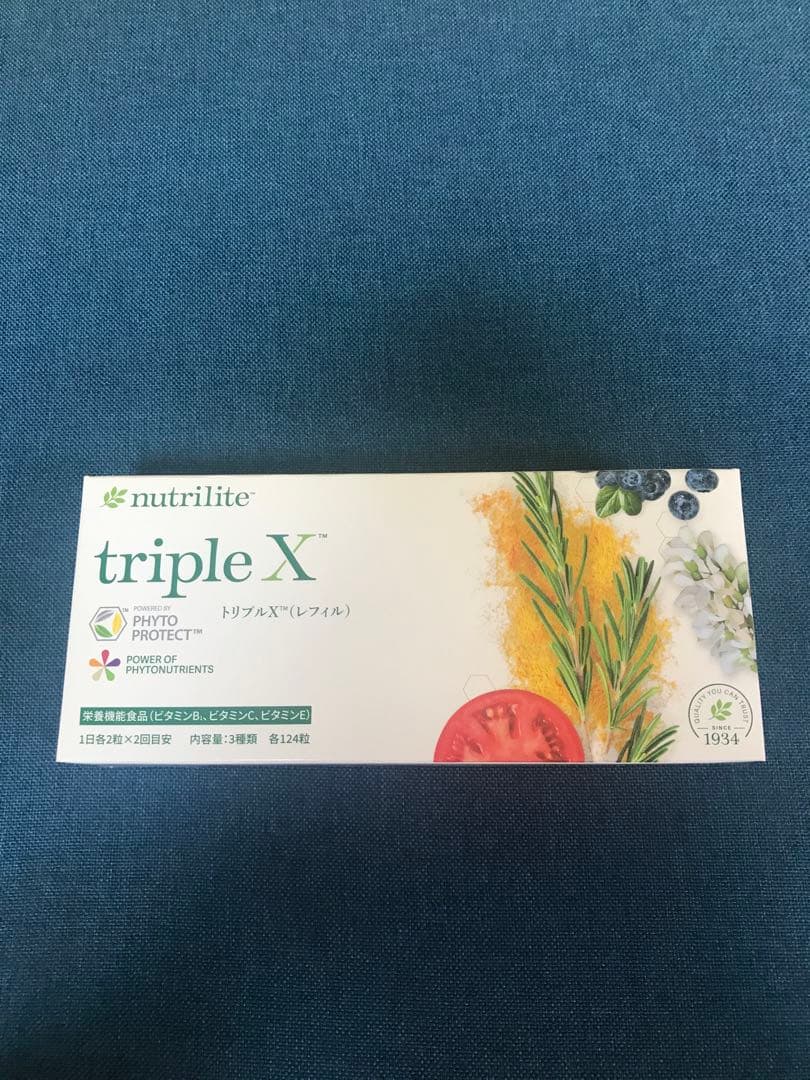 nutrilite™
triple X™
トリプルX™(レフィル)
POWERED BY
PHYTO
PROTECT™
POWER OF
PHYTONUTRIENTS
栄養機能食品(ビタミンB₁、ビタミンC、ビタミンE)
1日各2粒×2回目安 内容量:3種類 各124粒
QUALITY YOU CAN TRUST
SINCE
1934